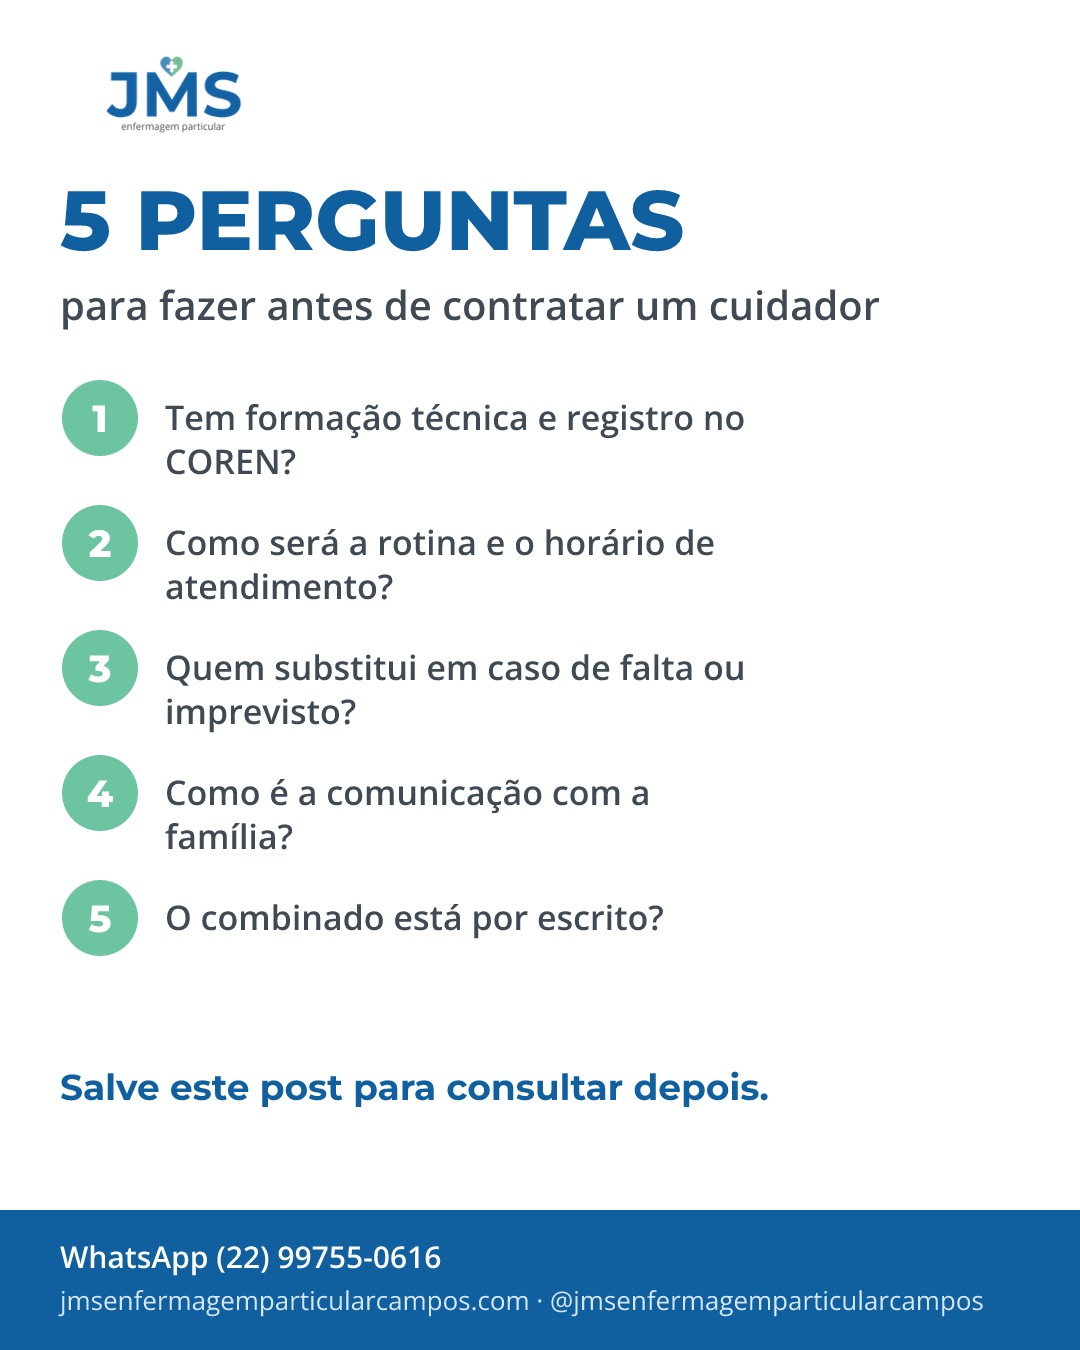 JMS
enfermagem particular
5 PERGUNTAS
para fazer antes de contratar um cuidador
1
Tem formação técnica e registro no
COREN?
2
Como será a rotina e o horário de
atendimento?
3
Quem substitui em caso de falta ou
imprevisto?
4
Como é a comunicação com a
família?
5
O combinado está por escrito?
Salve este post para consultar depois.
WhatsApp (22) 99755-0616
jmsenfermagemparticularcampos.com · @jmsenfermagemparticularcampos